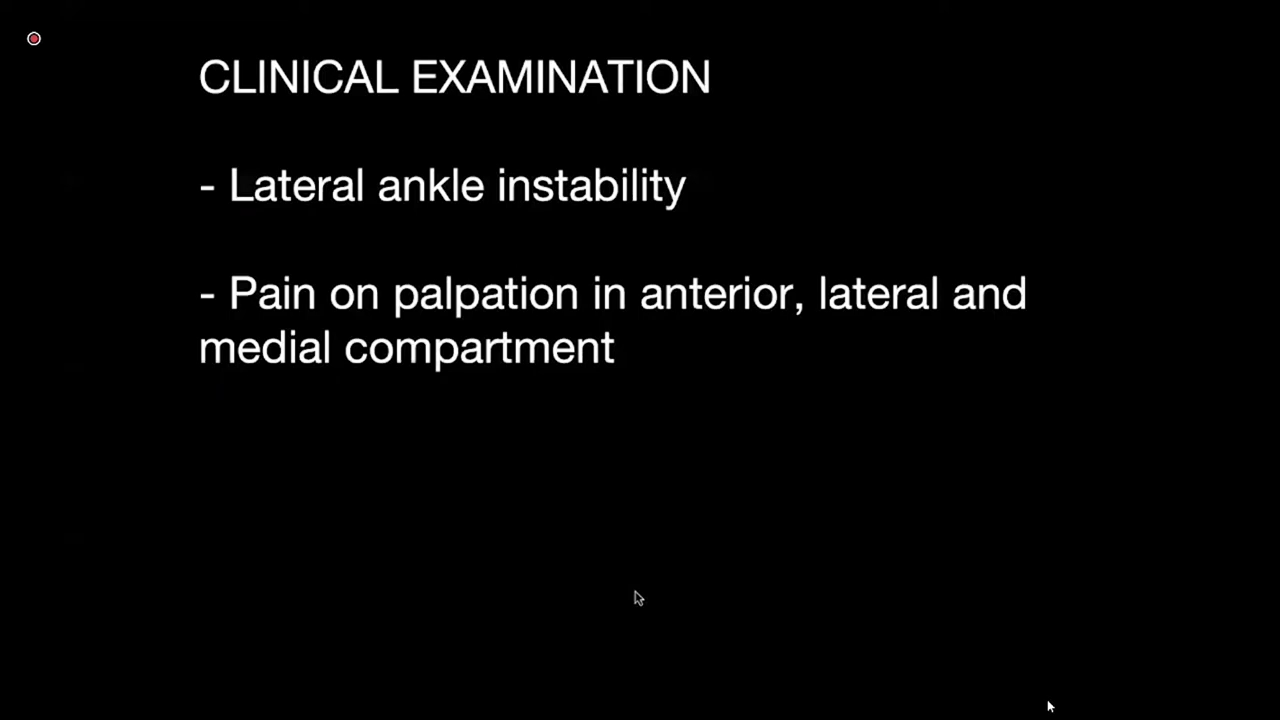 CLINICAL EXAMINATION
- Lateral ankle instability
- Pain on palpation in anterior, lateral and
medial compartment